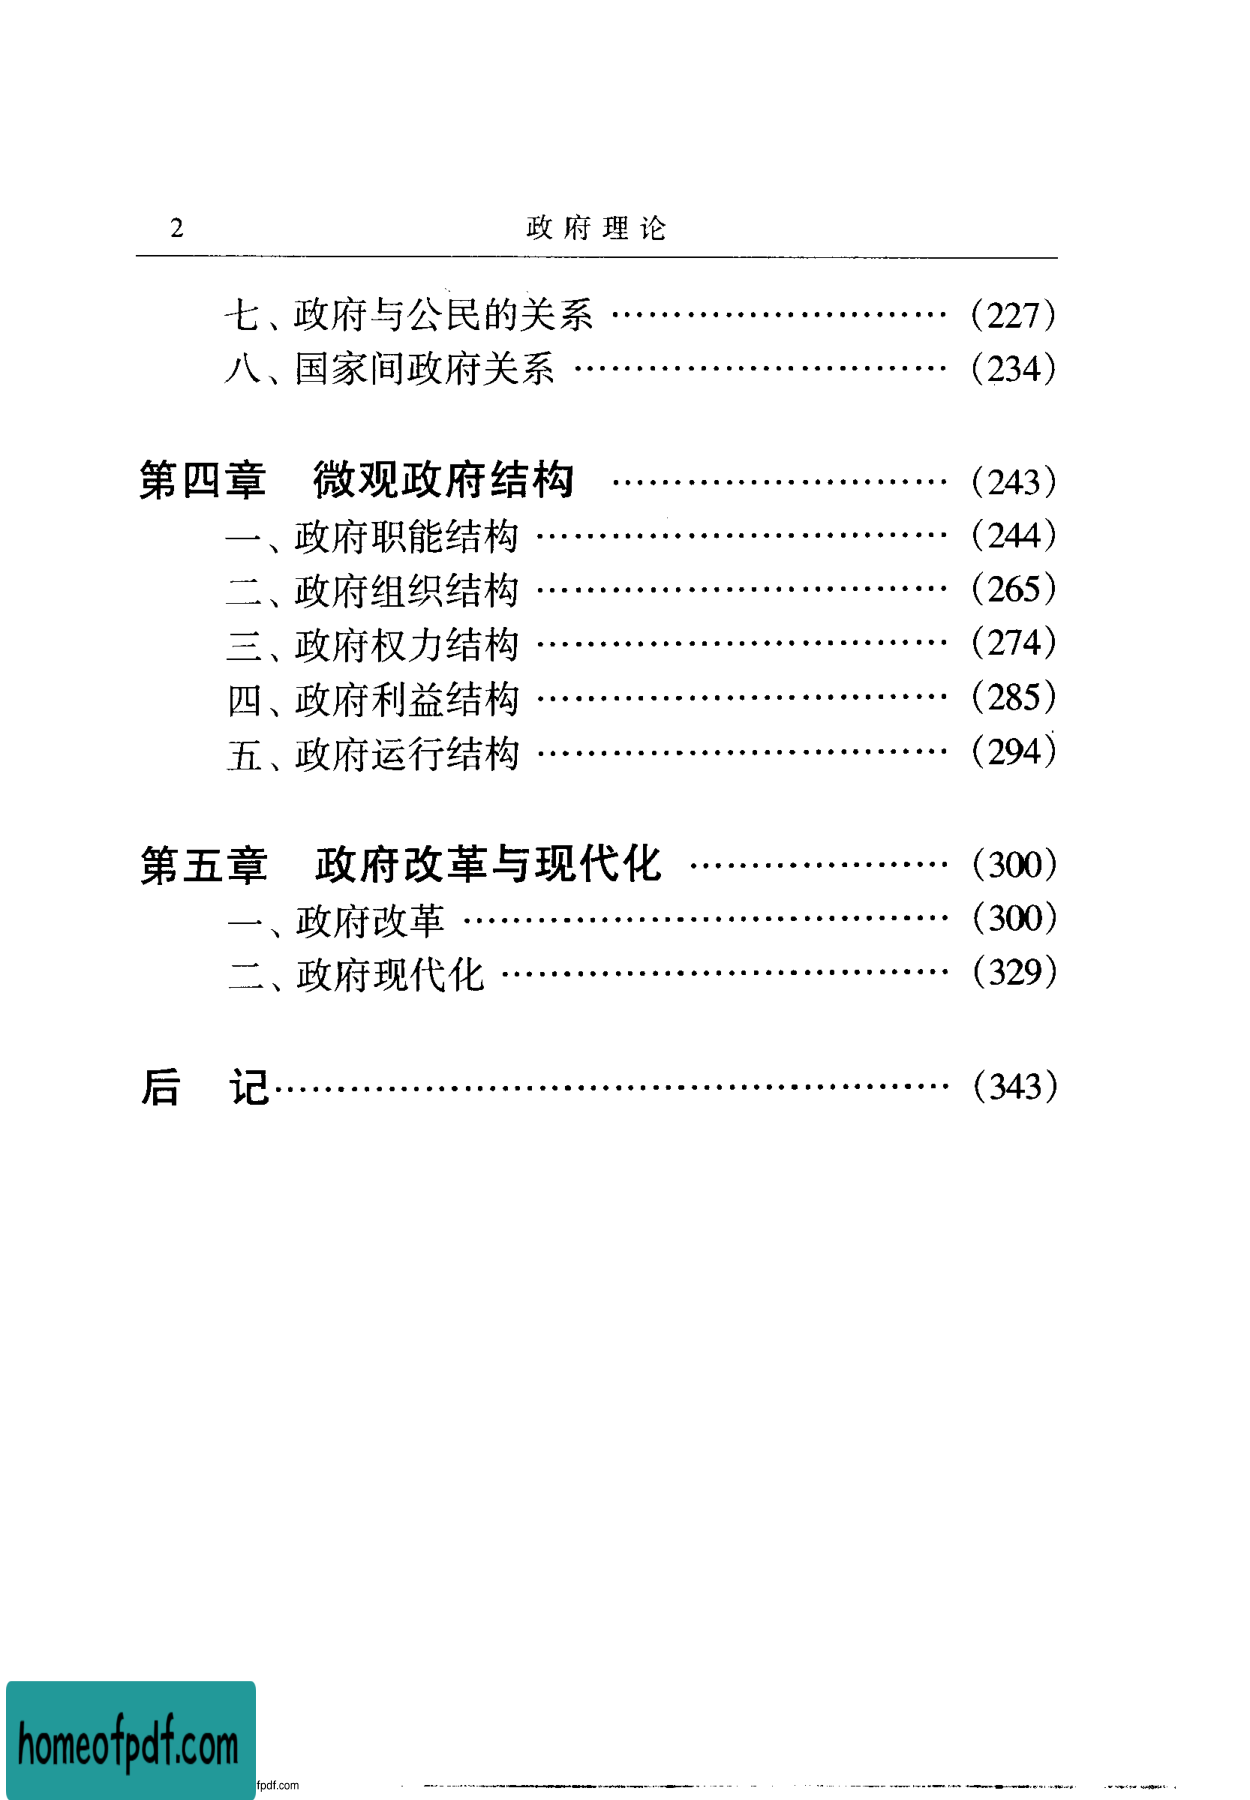 2 政府理论
七、政府与公民的关系 ………………………… (227)
八、国家间政府关系 …………………………… (234)
第四章 微观政府结构 ………………………… (243)
一、政府职能结构 ……………………………… (244)
二、政府组织结构 ……………………………… (265)
三、政府权力结构 ……………………………… (274)
四、政府利益结构 ……………………………… (285)
五、政府运行结构 ……………………………… (294)
第五章 政府改革与现代化 …………………… (300)
一、政府改革 …………………………………… (300)
二、政府现代化 ………………………………… (329)
后 记…………………………………………………… (343)
homeofpdf.com
fpdf.com